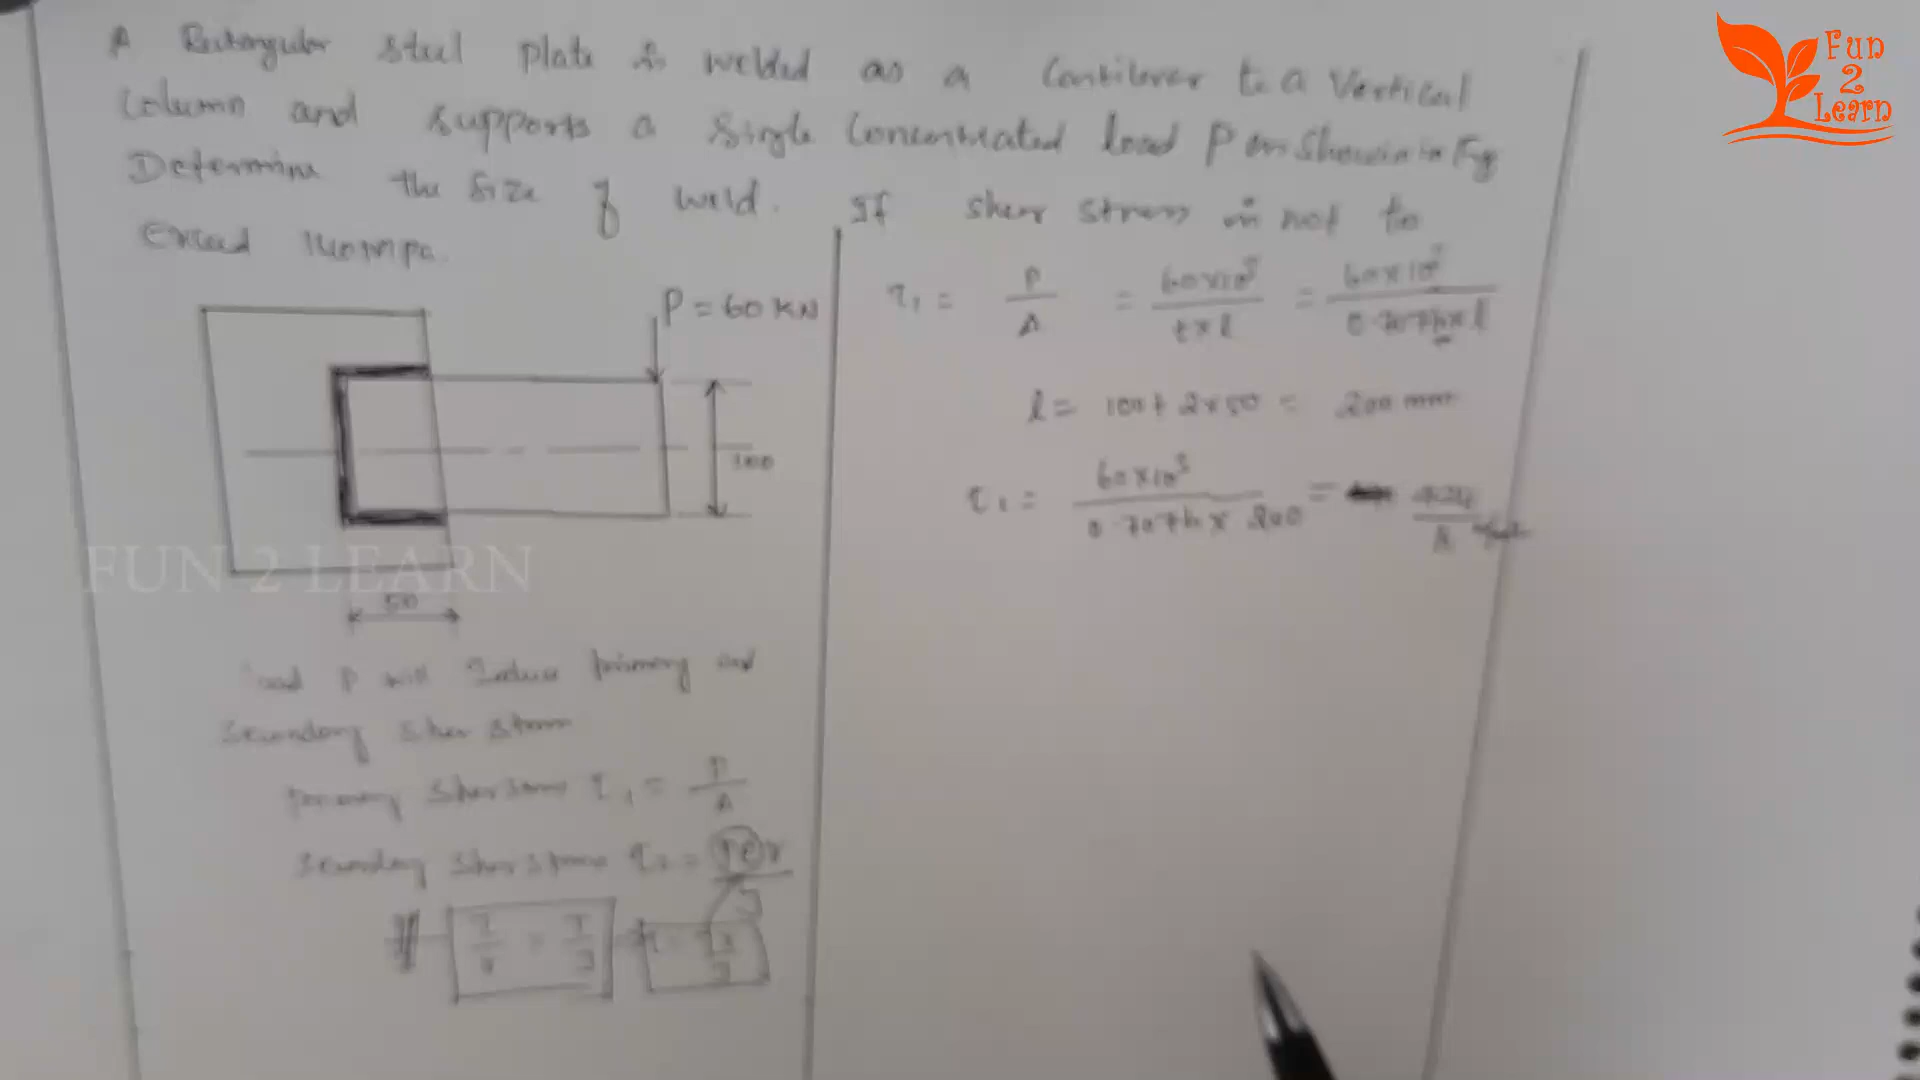 Fun
2
Learn
A Rectangular steel plate is welded as a Cantilever to a Vertical
Column and supports a single Concentrated load P as Shown in Fig
Determine the size of weld. If shear stress is not to
Exceed 140 mpa.
P = 60 KN
100
50
FUN 2 LEARN
load P will Induce primary and
Secondary Shear Stress
primary shear stress τ₁ = P/A
Secondary Shear stress τ₂ = Per/J
T/r = T/J
τ₁ = P/A = 60×10³/t×l = 60×10³/0.707h×l
l = 100 + 2×50 = 200 mm
τ₁ = 60×10³/0.707h × 200 =